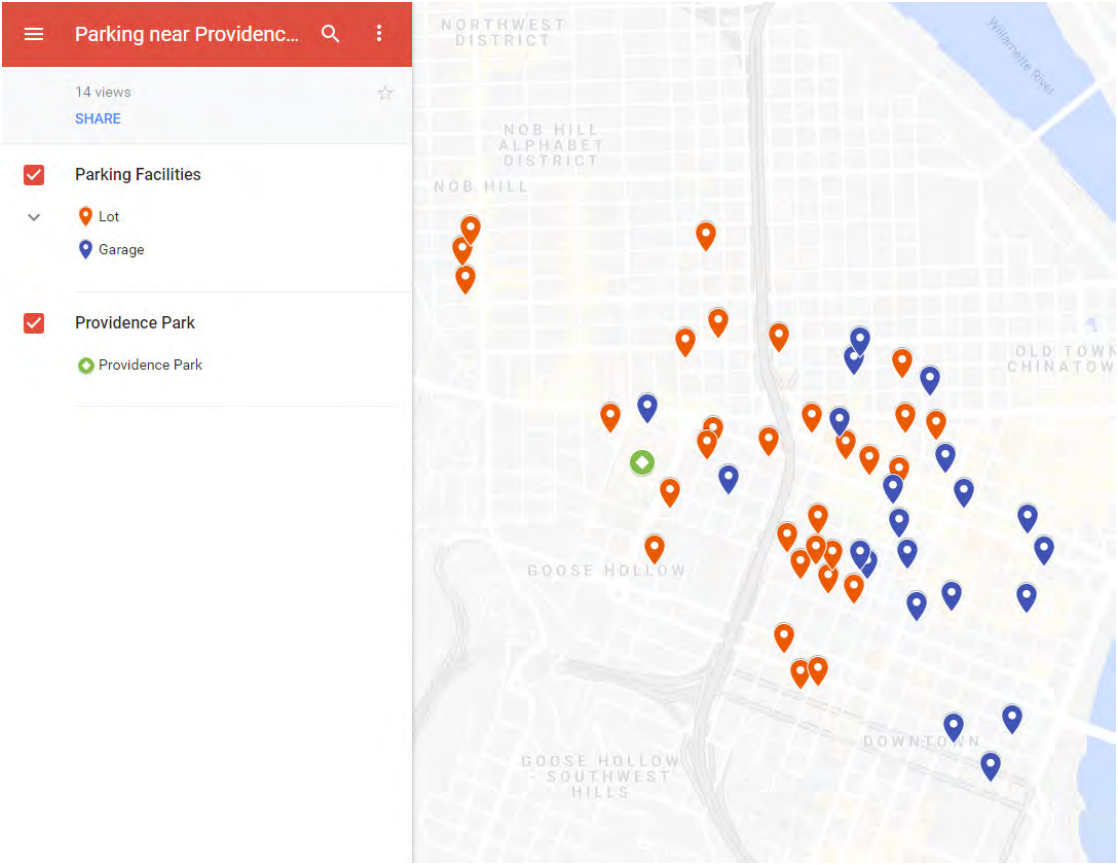 Parking near Providenc...
14 views
SHARE
Parking Facilities
Lot
Garage
Providence Park
Providence Park
NORTHWEST
DISTRICT
Willamette River
NOB HILL
ALPHABET
DISTRICT
NOB HILL
OLD TOWN
CHINATOW
GOOSE HOLLOW
DOWNTOWN
GOOSE HOLLOW
- SOUTHWEST
HILLS